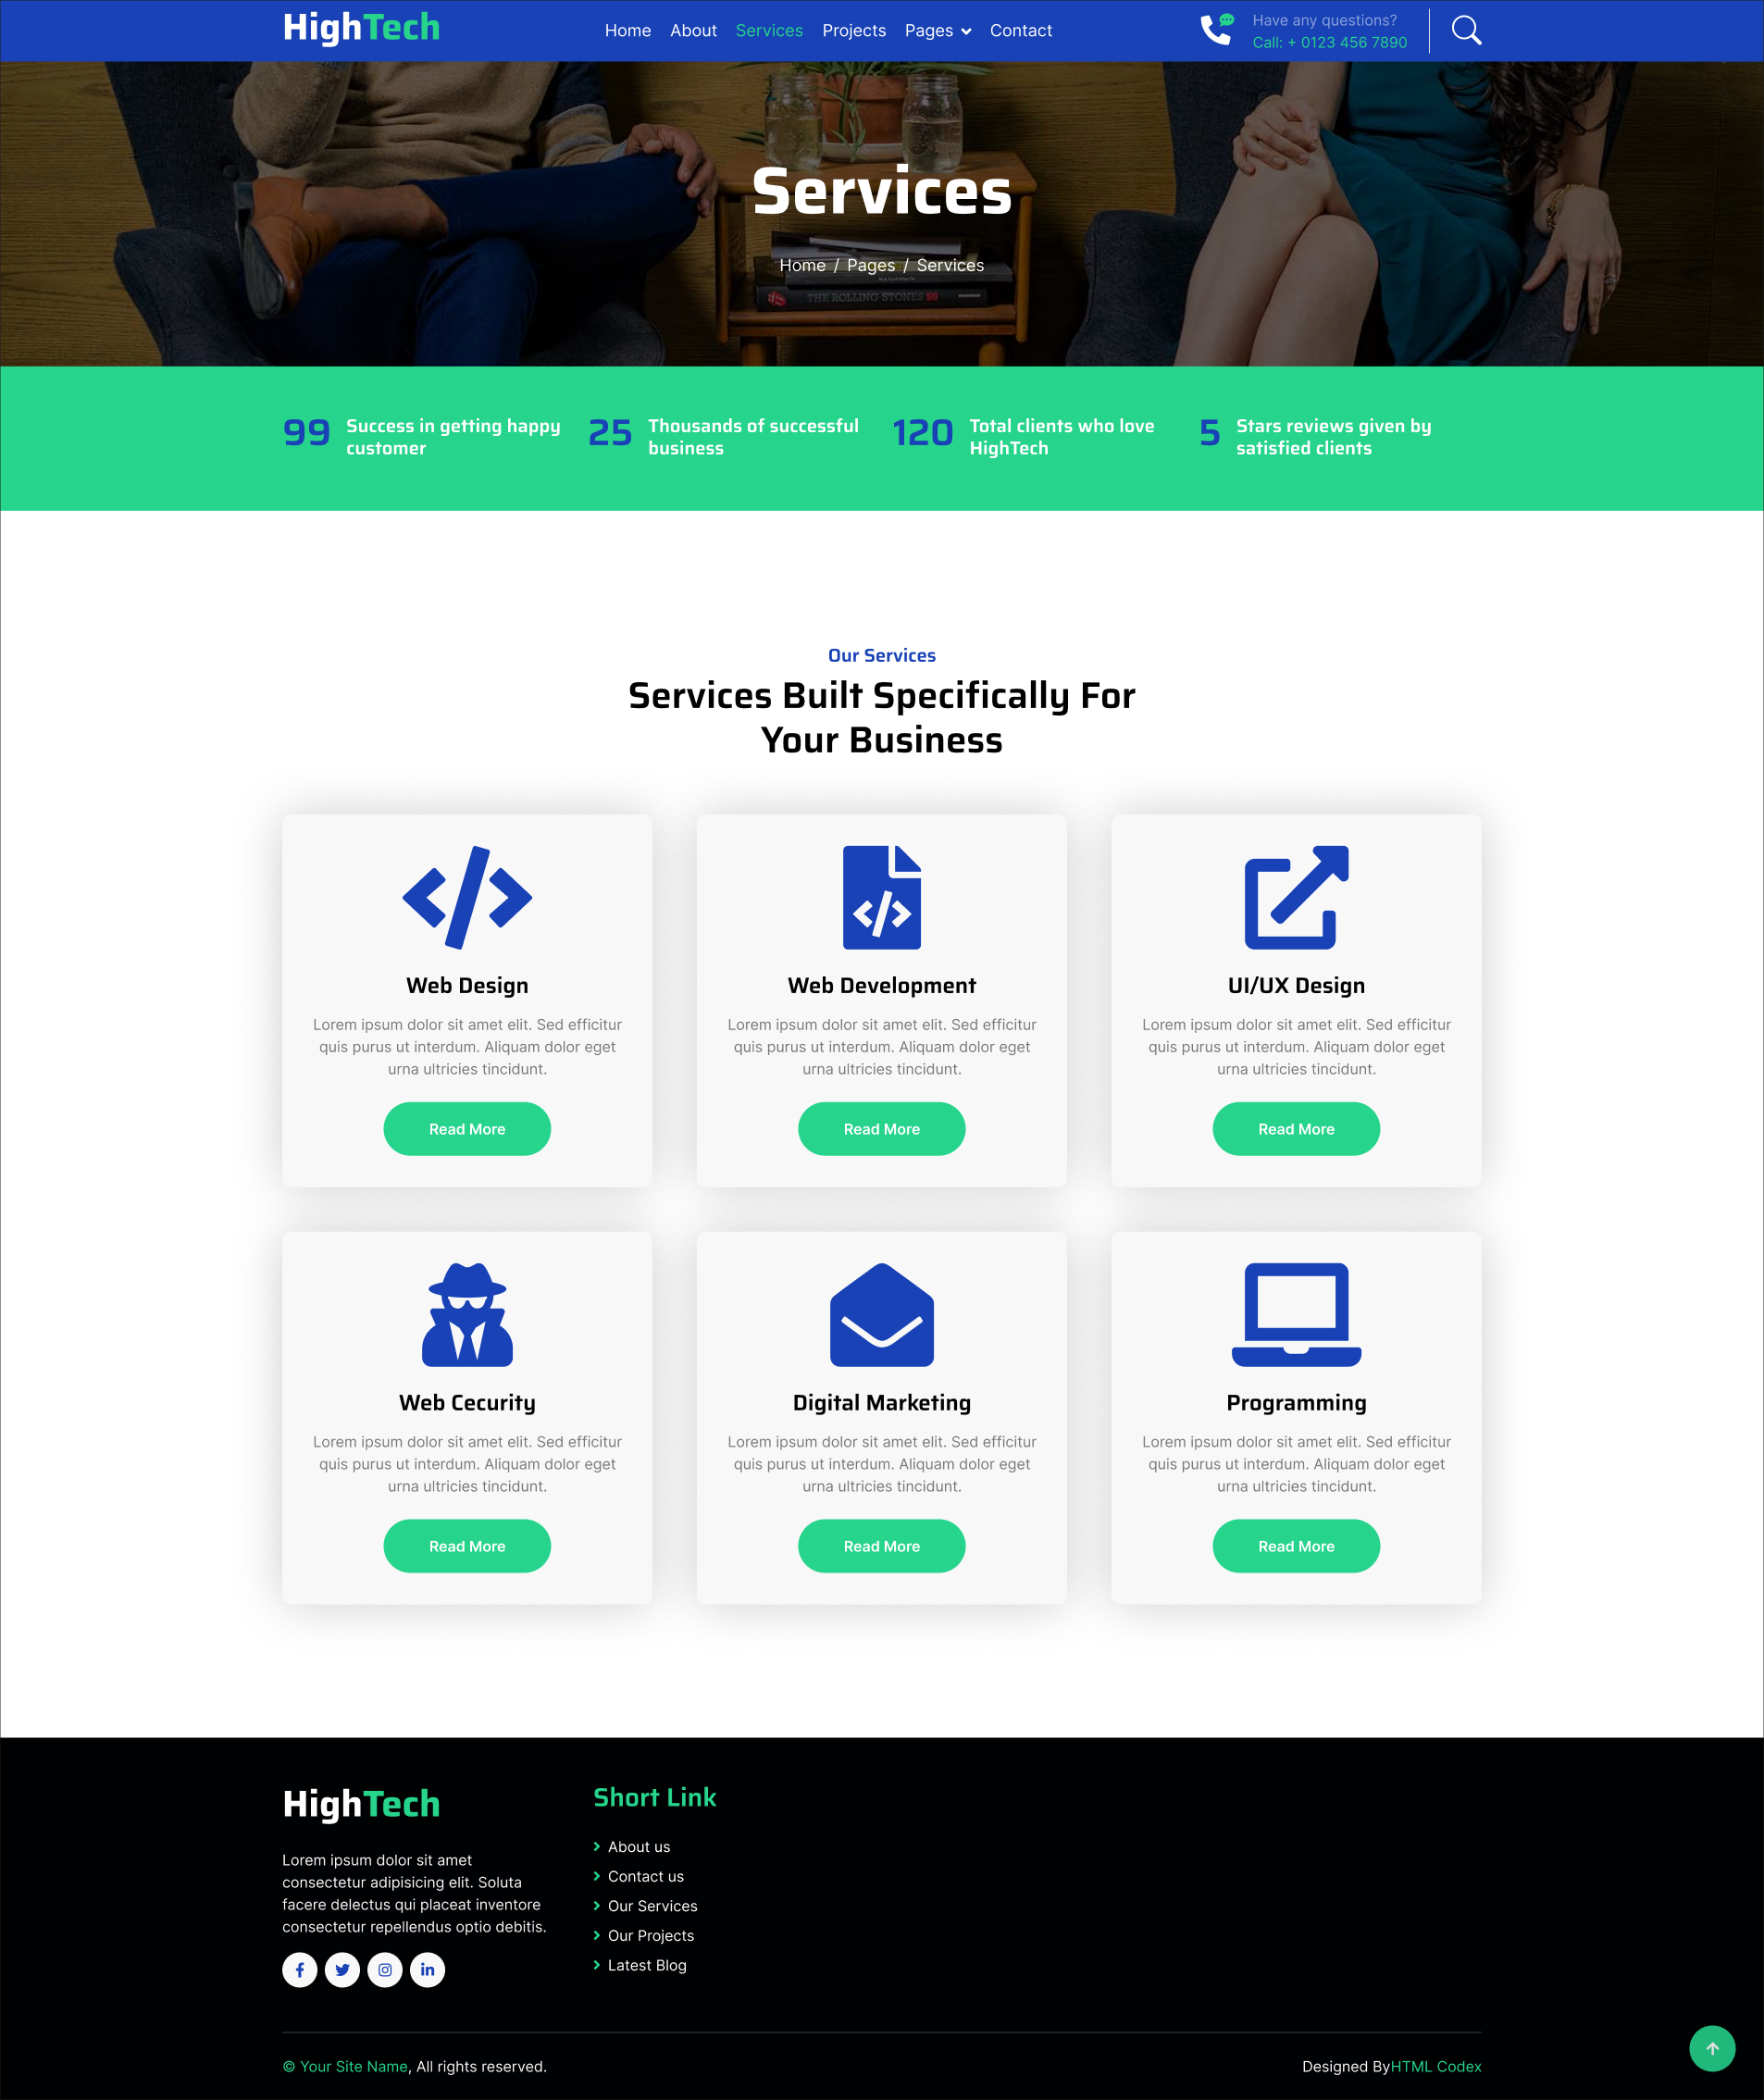 HighTech
Home About Services Projects Pages Contact
Have any questions?
Call: + 0123 456 7890
Services
Home / Pages / Services
THE ROLLING STONES 50
99 Success in getting happy
customer
25 Thousands of successful
business
120 Total clients who love
HighTech
5 Stars reviews given by
satisfied clients
Our Services
Services Built Specifically For
Your Business
Web Design
Lorem ipsum dolor sit amet elit. Sed efficitur
quis purus ut interdum. Aliquam dolor eget
urna ultricies tincidunt.
Read More
Web Development
Lorem ipsum dolor sit amet elit. Sed efficitur
quis purus ut interdum. Aliquam dolor eget
urna ultricies tincidunt.
Read More
UI/UX Design
Lorem ipsum dolor sit amet elit. Sed efficitur
quis purus ut interdum. Aliquam dolor eget
urna ultricies tincidunt.
Read More
Web Cecurity
Lorem ipsum dolor sit amet elit. Sed efficitur
quis purus ut interdum. Aliquam dolor eget
urna ultricies tincidunt.
Read More
Digital Marketing
Lorem ipsum dolor sit amet elit. Sed efficitur
quis purus ut interdum. Aliquam dolor eget
urna ultricies tincidunt.
Read More
Programming
Lorem ipsum dolor sit amet elit. Sed efficitur
quis purus ut interdum. Aliquam dolor eget
urna ultricies tincidunt.
Read More
HighTech
Lorem ipsum dolor sit amet
consectetur adipisicing elit. Soluta
facere delectus qui placeat inventore
consectetur repellendus optio debitis.
Short Link
About us
Contact us
Our Services
Our Projects
Latest Blog
© Your Site Name, All rights reserved.
Designed ByHTML Codex